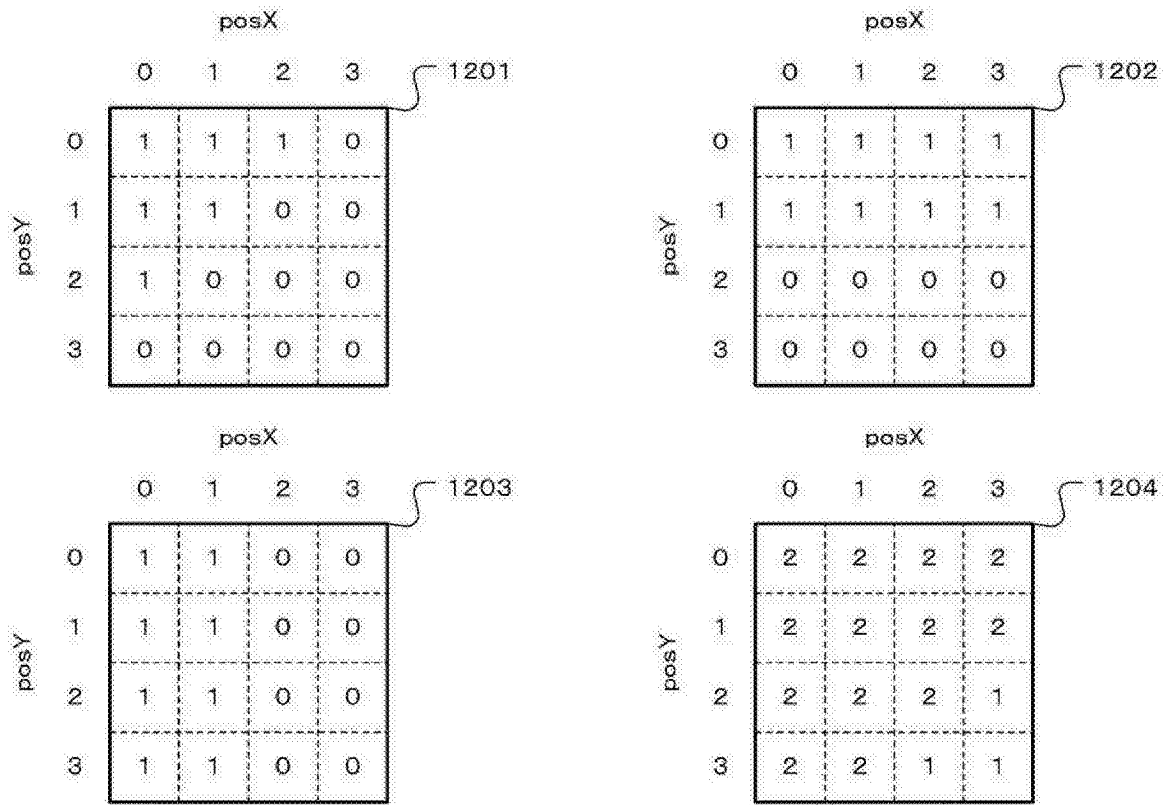 posX
0 1 2 3 1201
0 1 1 1 0
1 1 1 0 0
2 1 0 0 0
3 0 0 0 0
posY
posX
0 1 2 3 1202
0 1 1 1 1
1 1 1 1 1
2 0 0 0 0
3 0 0 0 0
posY
posX
0 1 2 3 1203
0 1 1 0 0
1 1 1 0 0
2 1 1 0 0
3 1 1 0 0
posY
posX
0 1 2 3 1204
0 2 2 2 2
1 2 2 2 2
2 2 2 2 1
3 2 2 1 1
posY